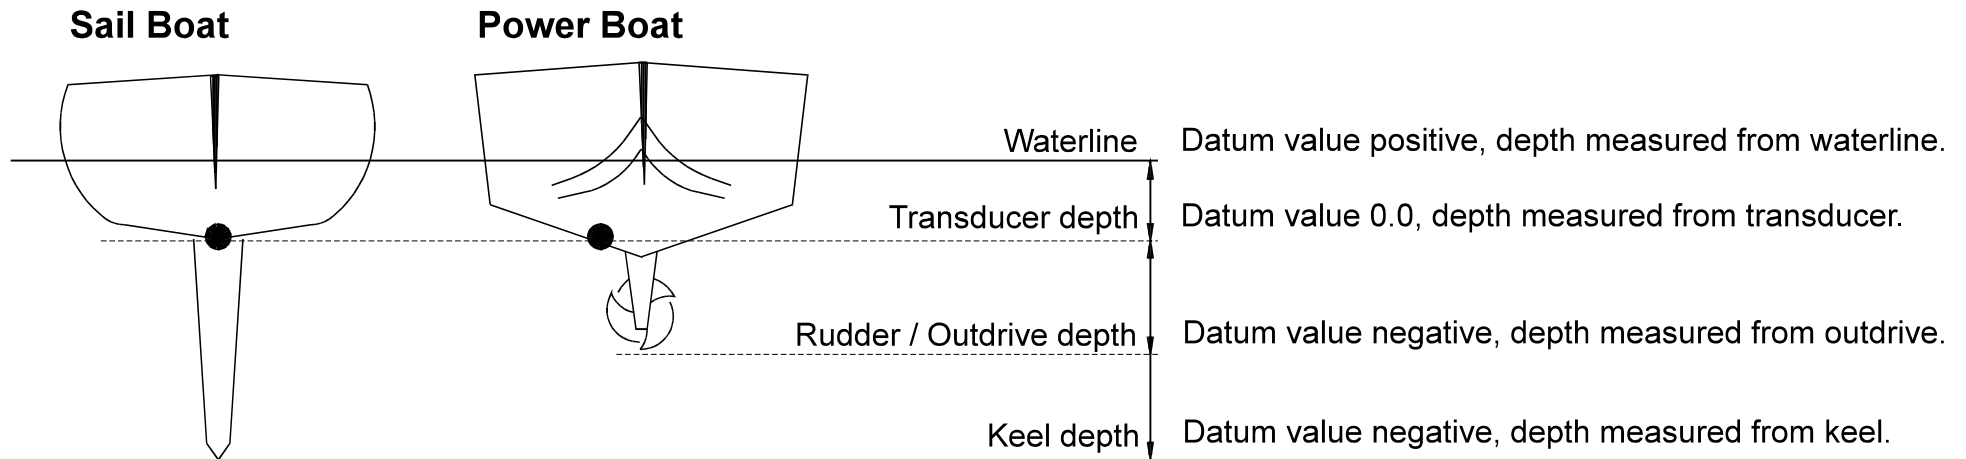 Sail Boat
Power Boat
Waterline
Datum value positive, depth measured from waterline.
Transducer depth
Datum value 0.0, depth measured from transducer.
Rudder / Outdrive depth
Datum value negative, depth measured from outdrive.
Keel depth
Datum value negative, depth measured from keel.